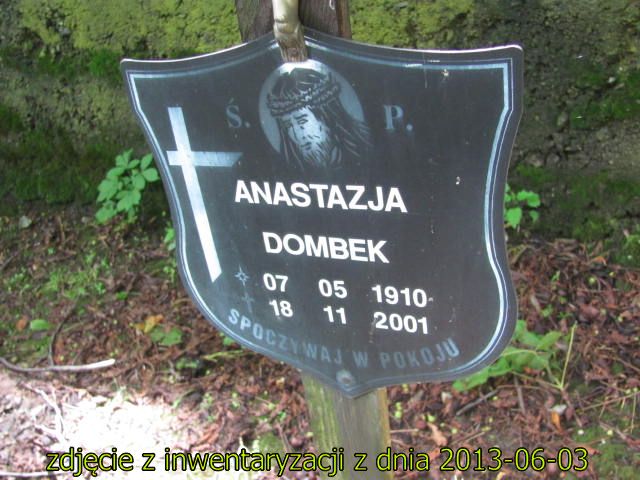 Ś. P.
ANASTAZJA
DOMBEK
07 05 1910
18 11 2001
SPOCZYWAJ W POKOJU
zdjęcie z inwentaryzacji z dnia 2013-06-03